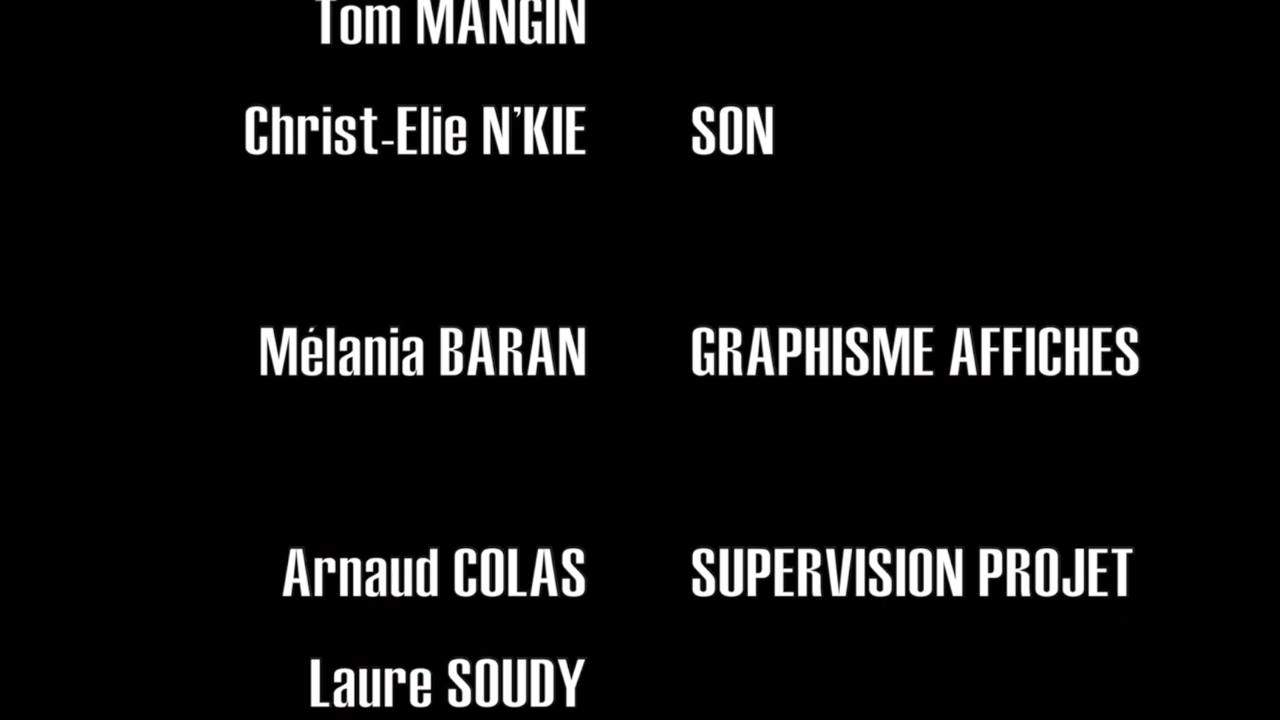 Tom MANGIN
Christ-Elie N'KIE SON
Mélania BARAN GRAPHISME AFFICHES
Arnaud COLAS SUPERVISION PROJET
Laure SOUDY